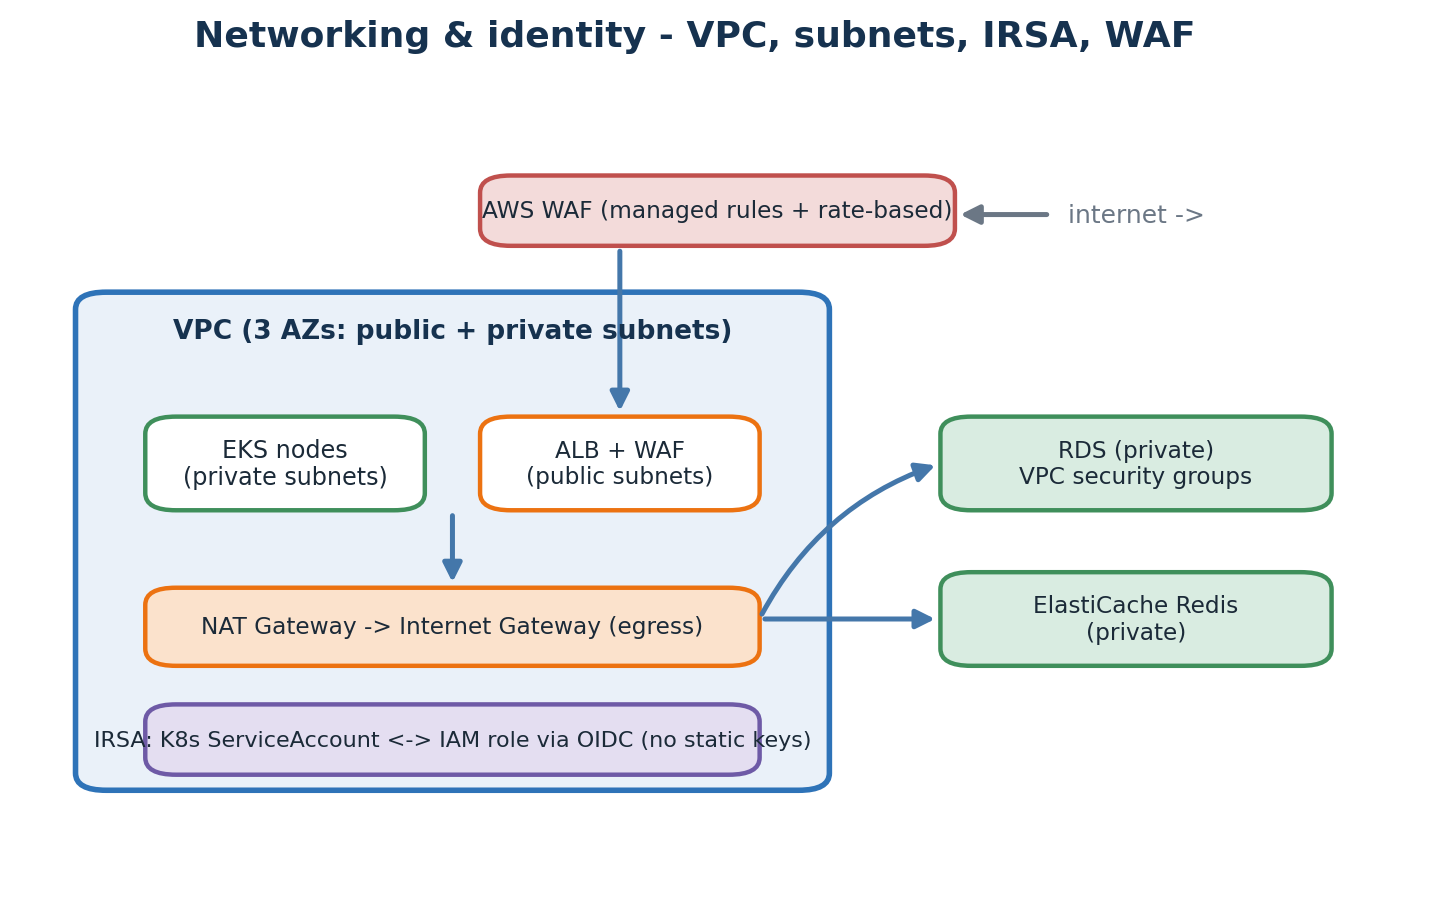 Networking & identity - VPC, subnets, IRSA, WAF
AWS WAF (managed rules + rate-based)
internet ->
VPC (3 AZs: public + private subnets)
EKS nodes
(private subnets)
ALB + WAF
(public subnets)
RDS (private)
VPC security groups
NAT Gateway -> Internet Gateway (egress)
ElastiCache Redis
(private)
IRSA: K8s ServiceAccount <-> IAM role via OIDC (no static keys)